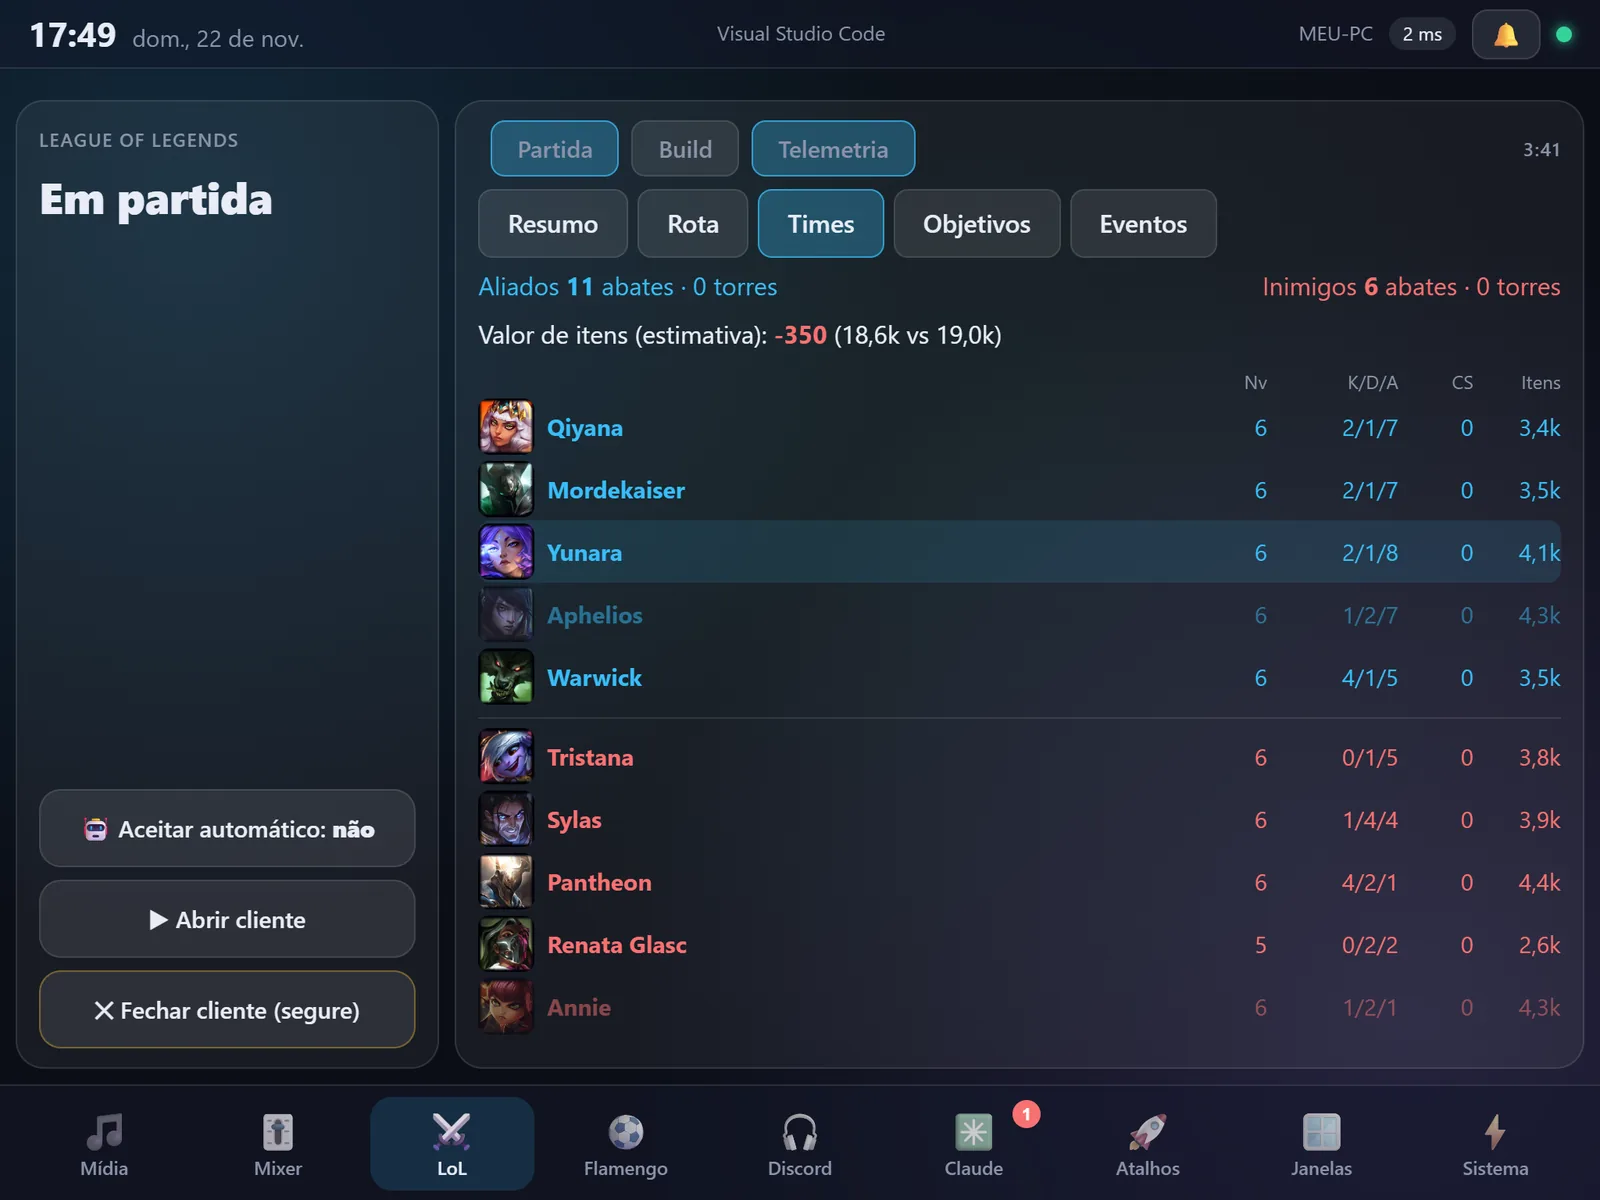 17:49 dom., 22 de nov.
Visual Studio Code
MEU-PC 2 ms
LEAGUE OF LEGENDS
Em partida
Aceitar automático: não
▶ Abrir cliente
✕ Fechar cliente (segure)
Partida Build Telemetria 3:41
Resumo Rota Times Objetivos Eventos
Aliados 11 abates · 0 torres Inimigos 6 abates · 0 torres
Valor de itens (estimativa): -350 (18,6k vs 19,0k)
Nv K/D/A CS Itens
Qiyana 6 2/1/7 0 3,4k
Mordekaiser 6 2/1/7 0 3,5k
Yunara 6 2/1/8 0 4,1k
Aphelios 6 1/2/7 0 4,3k
Warwick 6 4/1/5 0 3,5k
Tristana 6 0/1/5 0 3,8k
Sylas 6 1/4/4 0 3,9k
Pantheon 6 4/2/1 0 4,4k
Renata Glasc 5 0/2/2 0 2,6k
Annie 6 1/2/1 0 4,3k
1
Mídia Mixer LoL Flamengo Discord Claude Atalhos Janelas Sistema